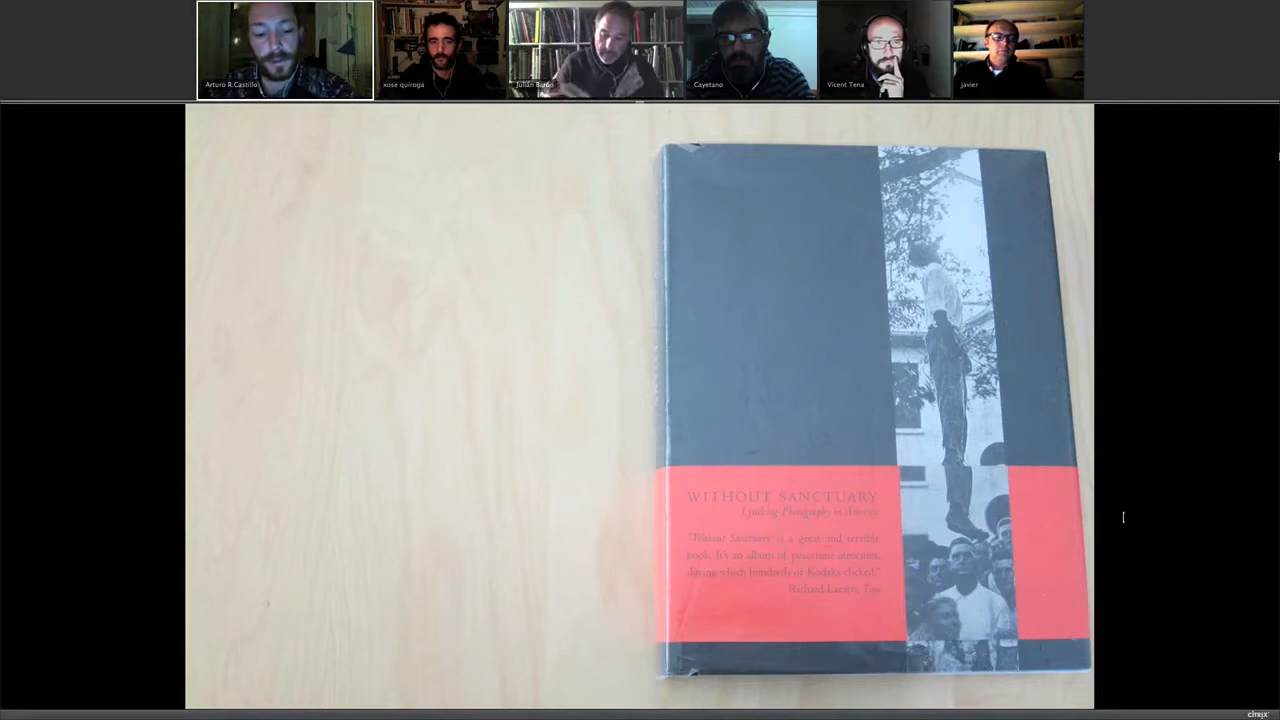 Arturo R.Castillo
xose quiroga
Julián Barón
Cayetano
Vicent Tena
javier
WITHOUT SANCTUARY
Lynching Photography in America
"Without Sanctuary is a great and terrible
book. It's an album of peacetime atrocities,
during which hundreds of Kodaks clicked."
Richard Lacayo, Time
CITRIX